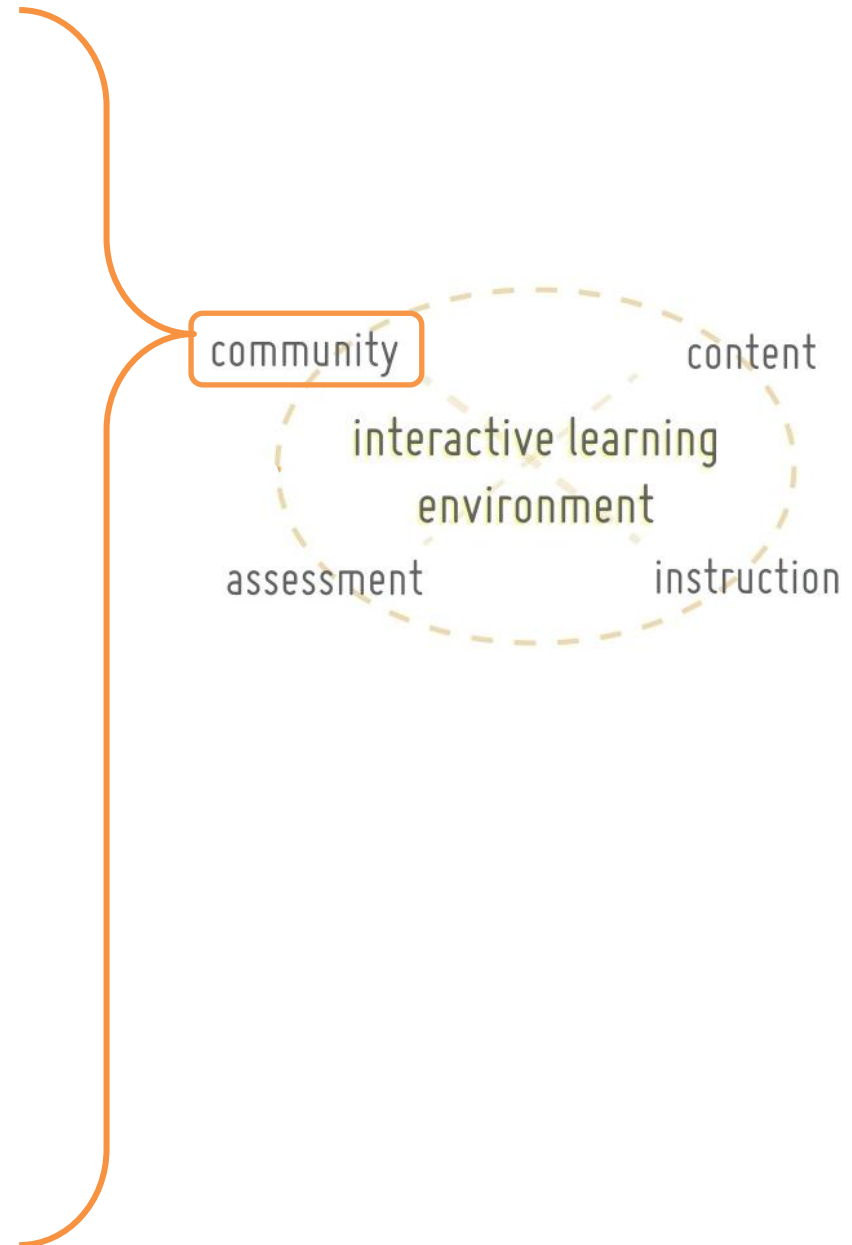 community
content
interactive learning
environment
assessment
instruction